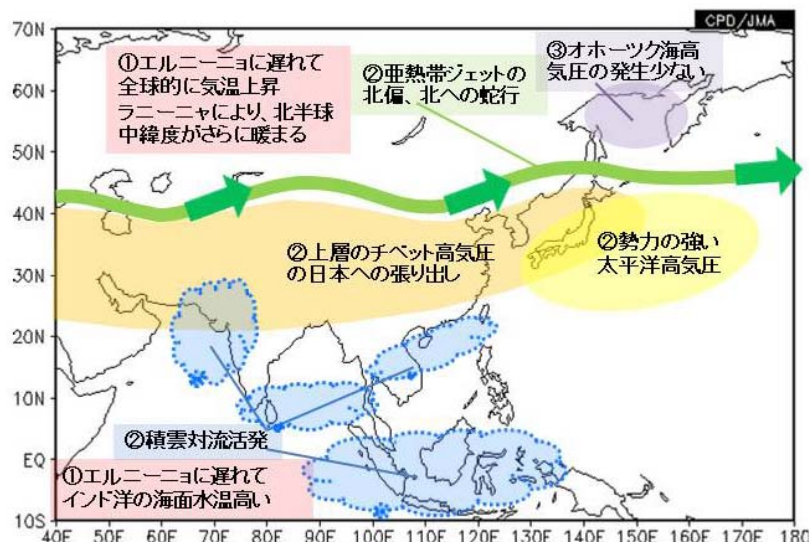 CPD/JMA
70N
60N
50N
40N
30N
20N
10N
EQ
10S
①エルニーニョに遅れて
全球的に気温上昇
ラニーニャにより、北半球
中緯度がさらに暖まる
②亜熱帯ジェットの
北偏、北への蛇行
③オホーツク海高
気圧の発生少ない
②上層のチベット高気圧
の日本への張り出し
②勢力の強い
太平洋高気圧
②積雲対流活発
①エルニーニョに遅れて
インド洋の海面水温高い
40E 50E 60E 70E 80E 90E 100E 110E 120E 130E 140E 150E 160E 170E 180